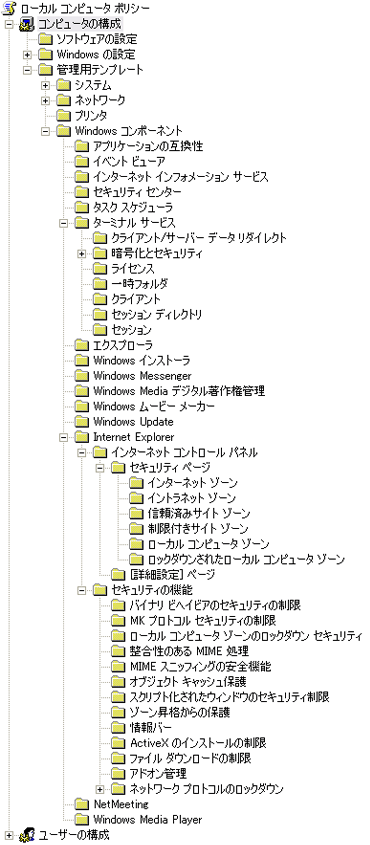 ローカル コンピュータ ポリシー
コンピュータの構成
ソフトウェアの設定
Windows の設定
管理用テンプレート
システム
ネットワーク
プリンタ
Windows コンポーネント
アプリケーションの互換性
イベント ビューア
インターネット インフォメーション サービス
セキュリティ センター
タスク スケジューラ
ターミナル サービス
クライアント/サーバー データ リダイレクト
暗号化とセキュリティ
ライセンス
一時フォルダ
クライアント
セッション ディレクトリ
セッション
エクスプローラ
Windows インストーラ
Windows Messenger
Windows Media デジタル著作権管理
Windows ムービー メーカー
Windows Update
Internet Explorer
インターネット コントロール パネル
セキュリティ ページ
インターネット ゾーン
イントラネット ゾーン
信頼済みサイト ゾーン
制限付きサイト ゾーン
ローカル コンピュータ ゾーン
ロックダウンされたローカル コンピュータ ゾーン
[詳細設定] ページ
セキュリティの機能
バイナリ ビヘイビアのセキュリティの制限
MK プロトコル セキュリティの制限
ローカル コンピュータ ゾーンのロックダウン セキュリティ
整合性のある MIME 処理
MIME スニッフィングの安全機能
オブジェクト キャッシュ保護
スクリプト化されたウィンドウのセキュリティ制限
ゾーン昇格からの保護
情報バー
ActiveX のインストールの制限
ファイル ダウンロードの制限
アドオン管理
ネットワーク プロトコルのロックダウン
NetMeeting
Windows Media Player
ユーザーの構成